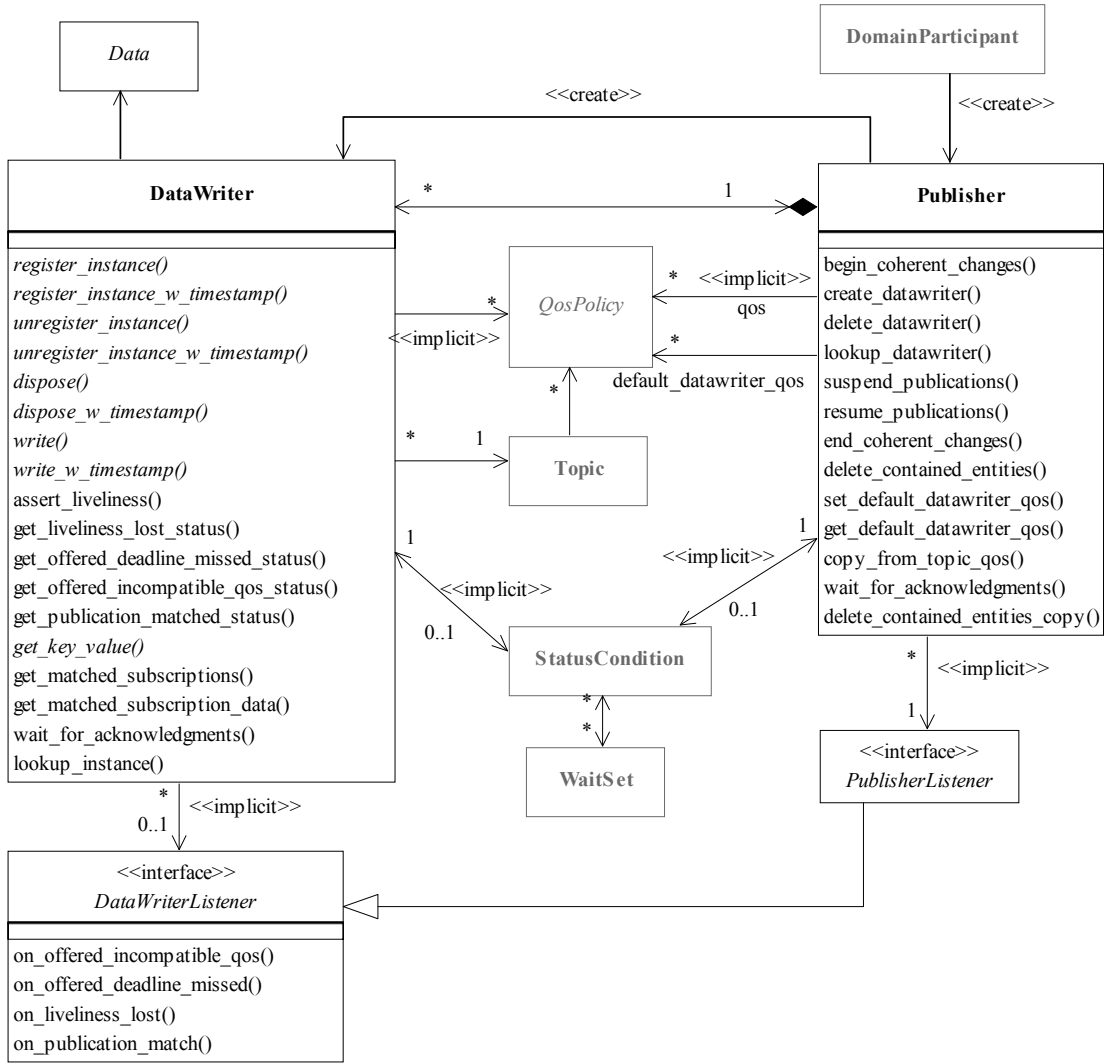 Data
DomainParticipant
<<create>>
<<create>>
DataWriter
Publisher
*
1
register_instance()
register_instance_w_timestamp()
unregister_instance()
unregister_instance_w_timestamp()
dispose()
dispose_w_timestamp()
write()
write_w_timestamp()
assert_liveliness()
get_liveliness_lost_status()
get_offered_deadline_missed_status()
get_offered_incompatible_qos_status()
get_publication_matched_status()
get_key_value()
get_matched_subscriptions()
get_matched_subscription_data()
wait_for_acknowledgments()
lookup_instance()
*
<<implicit>>
QosPolicy
*
<<implicit>>
qos
*
default_datawriter_qos
*
*
1
Topic
begin_coherent_changes()
create_datawriter()
delete_datawriter()
lookup_datawriter()
suspend_publications()
resume_publications()
end_coherent_changes()
delete_contained_entities()
set_default_datawriter_qos()
get_default_datawriter_qos()
copy_from_topic_qos()
wait_for_acknowledgments()
delete_contained_entities_copy()
1
<<implicit>>
0..1
1
<<implicit>>
0..1
StatusCondition
*
*
WaitSet
*
<<implicit>>
1
<<interface>>
PublisherListener
*
<<implicit>>
0..1
<<interface>>
DataWriterListener
on_offered_incompatible_qos()
on_offered_deadline_missed()
on_liveliness_lost()
on_publication_match()